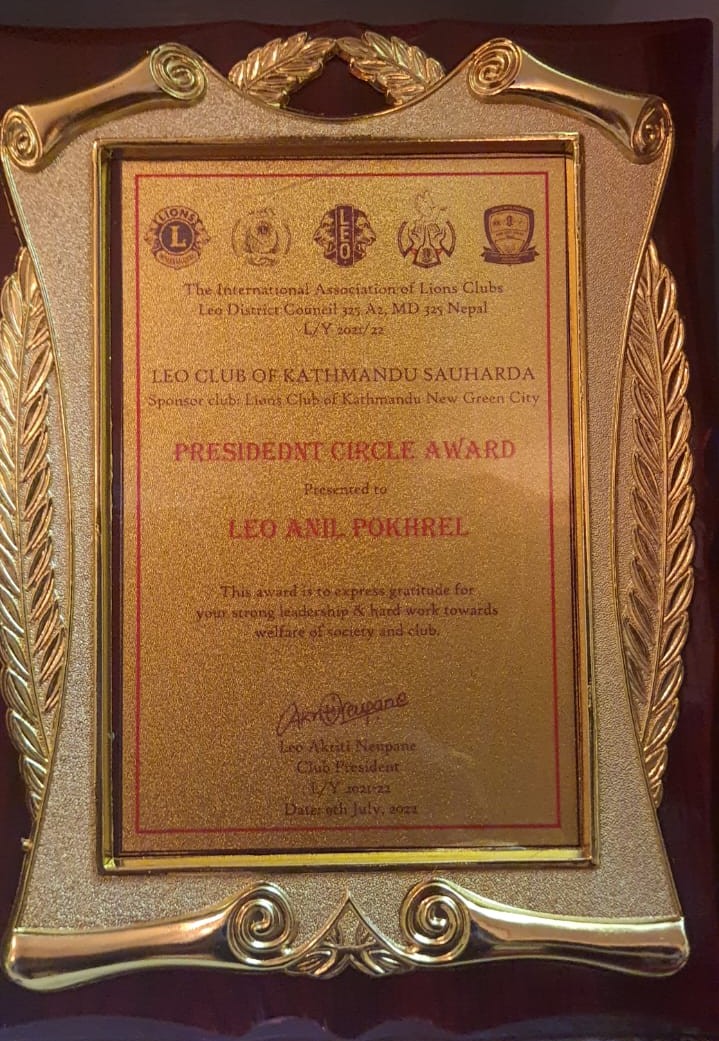 LIONS
L
LEO
The International Association of Lions Clubs
Leo District Council 325 A2, MD 325 Nepal
L/Y 2021/22
LEO CLUB OF KATHMANDU SAUHARDA
Sponsor club: Lions Club of Kathmandu New Green City
PRESIDEDNT CIRCLE AWARD
Presented to
LEO ANIL POKHREL
This award is to express gratitude for
your strong leadership & hard work towards
welfare of society and club.
Leo Akriti Neupane
Club President
L/Y 2021-22
Date: 9th July, 2022